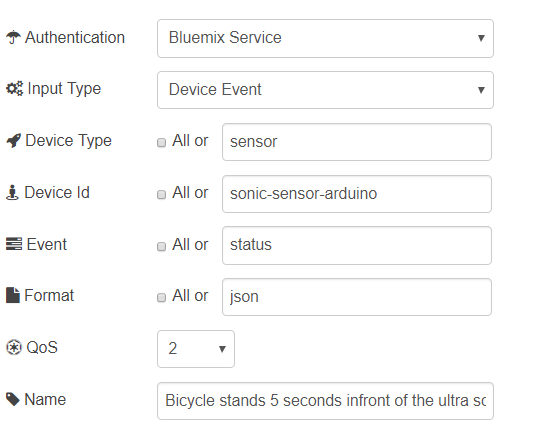 Authentication Bluemix Service
Input Type Device Event
Device Type All or sensor
Device Id All or sonic-sensor-arduino
Event All or status
Format All or json
QoS 2
Name Bicycle stands 5 seconds infront of the ultra